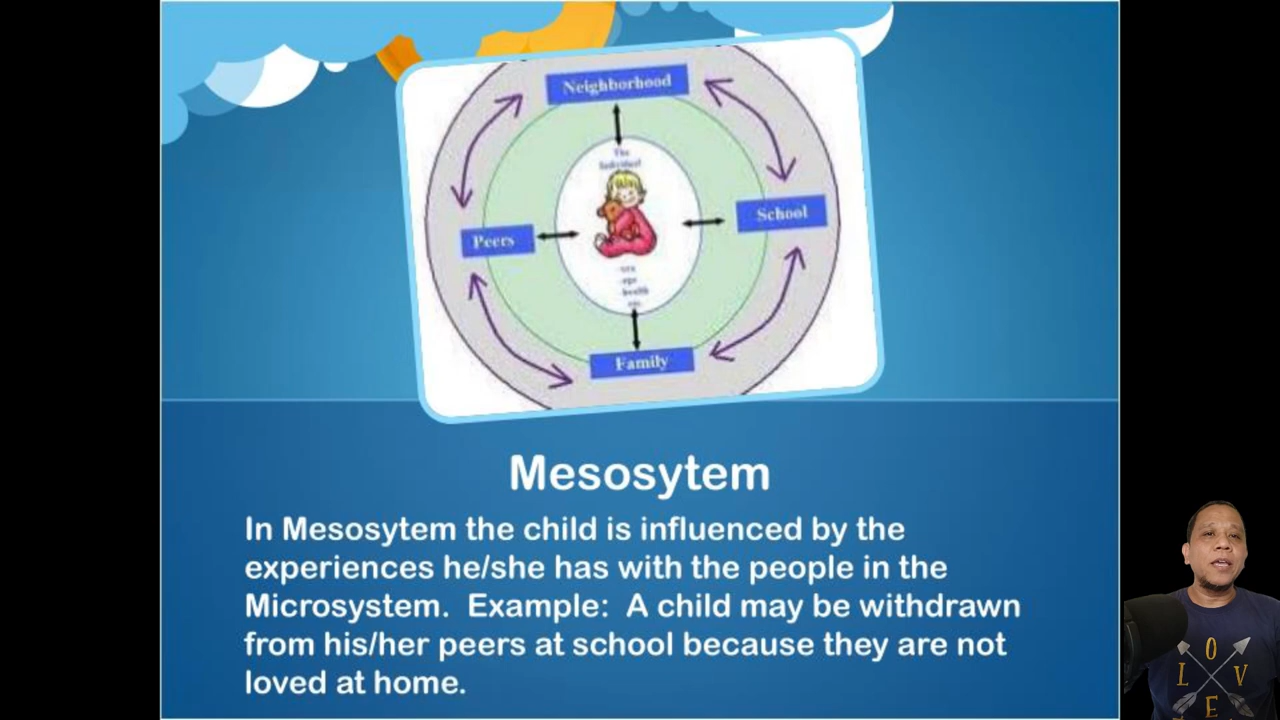 Neighborhood
The
Individual
School
Peers
age
health
Family
Mesosytem
In Mesosytem the child is influenced by the
experiences he/she has with the people in the
Microsystem. Example: A child may be withdrawn
from his/her peers at school because they are not
loved at home.
O
L V
E